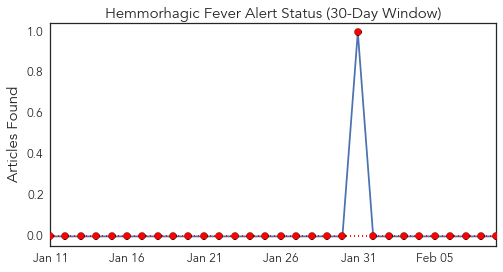 Hemmorhagic Fever Alert Status (30-Day Window)
Articles Found
1.0
0.8
0.6
0.4
0.2
0.0
Jan 11 Jan 16 Jan 21 Jan 26 Jan 31 Feb 05